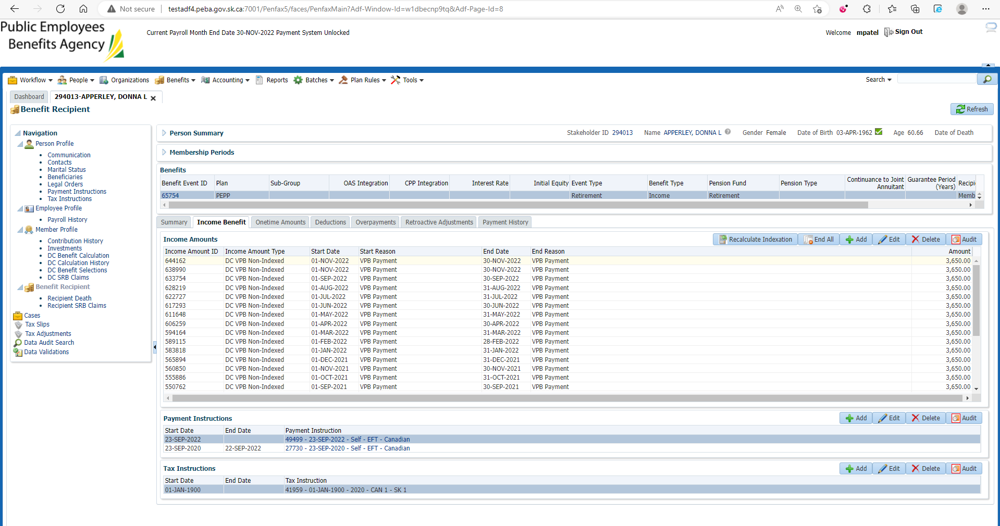 Not secure | testadf4.peba.gov.sk.ca:7001/Penfax5/faces/PenfaxMain?Adf-Window-Id=w1dbecnp9tq&Adf-Page-Id=8
Public Employees
Benefits Agency
Current Payroll Month End Date 30-NOV-2022 Payment System Unlocked
Welcome mpatel Sign Out
Workflow People Organizations Benefits Accounting Reports Batches Plan Rules Tools Search
Dashboard 294013-APPERLEY, DONNA L
Benefit Recipient
Refresh
Navigation
Person Profile
Communication
Contacts
Marital Status
Beneficiaries
Legal Orders
Payment Instructions
Tax Instructions
Employee Profile
Payroll History
Member Profile
Contribution History
Investments
DC Benefit Calculation
DC Calculation History
DC Benefit Selections
DC SRB Claims
Benefit Recipient
Recipient Death
Recipient SRB Claims
Cases
Tax Slips
Tax Adjustments
Data Audit Search
Data Validations
Person Summary Stakeholder ID 294013 Name APPERLEY, DONNA L Gender Female Date of Birth 03-APR-1962 Age 60.66 Date of Death
Membership Periods
Benefits
Benefit Event ID Plan Sub-Group OAS Integration CPP Integration Interest Rate Initial Equity Event Type Benefit Type Pension Fund Pension Type Continuance to Joint Annuitant Guarantee Period (Years) Recipi
65754 PEPP Retirement Income Retirement Memb
Summary Income Benefit Onetime Amounts Deductions Overpayments Retroactive Adjustments Payment History
Income Amounts Recalculate Indexation End All Add Edit Delete Audit
Income Amount ID Income Amount Type Start Date Start Reason End Date End Reason Amount
644162 DC VPB Non-Indexed 01-NOV-2022 VPB Payment 30-NOV-2022 VPB Payment 3,650.00
638990 DC VPB Non-Indexed 01-NOV-2022 VPB Payment 30-NOV-2022 VPB Payment 3,650.00
633754 DC VPB Non-Indexed 01-SEP-2022 VPB Payment 30-SEP-2022 VPB Payment 3,650.00
628219 DC VPB Non-Indexed 01-AUG-2022 VPB Payment 31-AUG-2022 VPB Payment 3,650.00
622727 DC VPB Non-Indexed 01-JUL-2022 VPB Payment 31-JUL-2022 VPB Payment 3,650.00
617293 DC VPB Non-Indexed 01-JUN-2022 VPB Payment 30-JUN-2022 VPB Payment 3,650.00
611648 DC VPB Non-Indexed 01-MAY-2022 VPB Payment 31-MAY-2022 VPB Payment 3,650.00
606259 DC VPB Non-Indexed 01-APR-2022 VPB Payment 30-APR-2022 VPB Payment 3,650.00
594164 DC VPB Non-Indexed 01-MAR-2022 VPB Payment 31-MAR-2022 VPB Payment 3,650.00
589115 DC VPB Non-Indexed 01-FEB-2022 VPB Payment 28-FEB-2022 VPB Payment 3,650.00
583818 DC VPB Non-Indexed 01-JAN-2022 VPB Payment 31-JAN-2022 VPB Payment 3,650.00
565894 DC VPB Non-Indexed 01-DEC-2021 VPB Payment 31-DEC-2021 VPB Payment 3,650.00
560850 DC VPB Non-Indexed 01-NOV-2021 VPB Payment 30-NOV-2021 VPB Payment 3,650.00
555886 DC VPB Non-Indexed 01-OCT-2021 VPB Payment 31-OCT-2021 VPB Payment 3,650.00
550762 DC VPB Non-Indexed 01-SEP-2021 VPB Payment 30-SEP-2021 VPB Payment 3,650.00
Payment Instructions Add Edit Delete Audit
Start Date End Date Payment Instruction
23-SEP-2022 49499 - 23-SEP-2022 - Self - EFT - Canadian
23-SEP-2020 22-SEP-2022 27730 - 23-SEP-2020 - Self - EFT - Canadian
Tax Instructions Add Edit Delete Audit
Start Date End Date Tax Instruction
01-JAN-1900 41959 - 01-JAN-1900 - 2020 - CAN 1 - SK 1